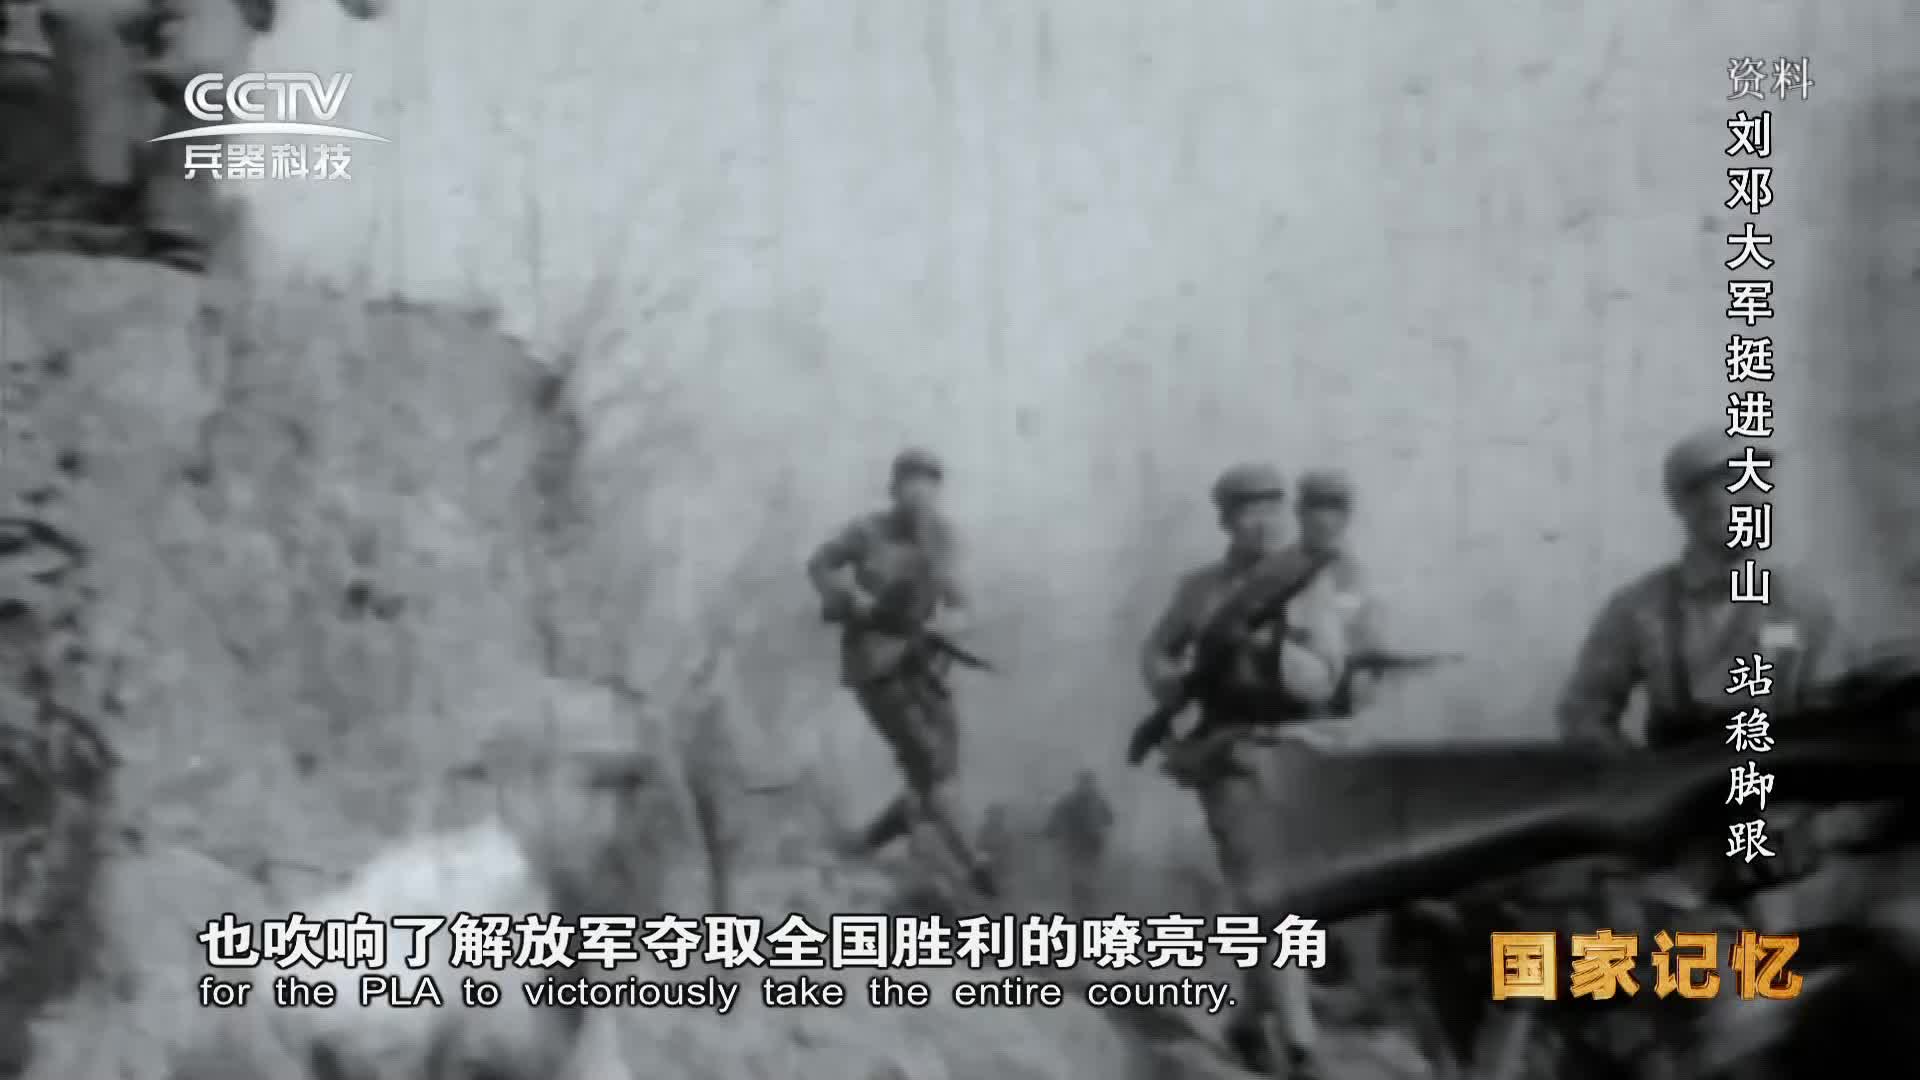 CCTV
兵器科技
资料
刘邓大军挺进大别山 站稳脚跟
也吹响了解放军夺取全国胜利的嘹亮号角
for the PLA to victoriously take the entire country.
国家记忆